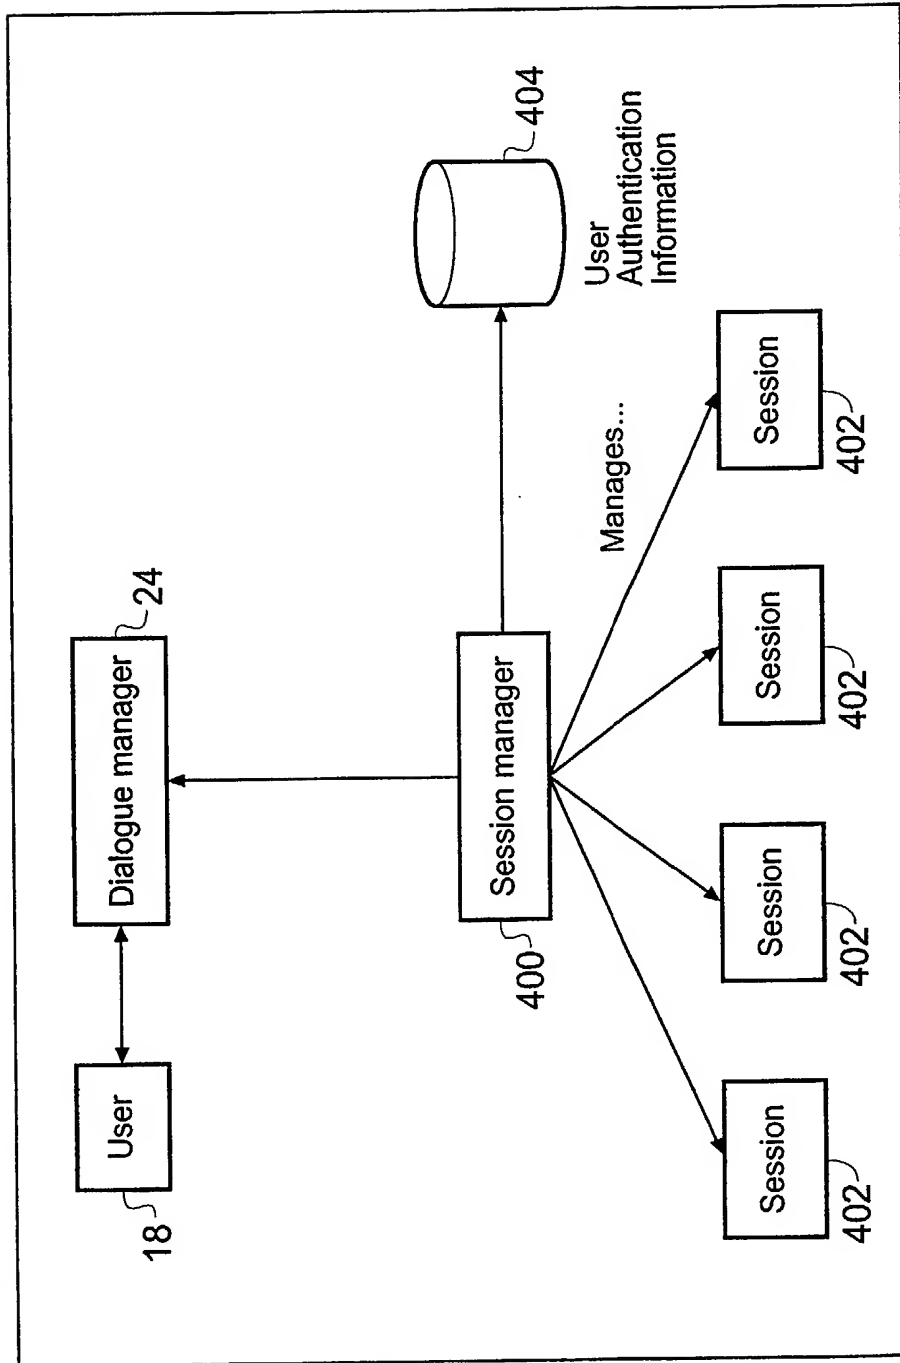 User
18
Dialogue manager
24
Session manager
400
404
User
Authentication
Information
Manages...
Session
402
Session
402
Session
402
Session
402